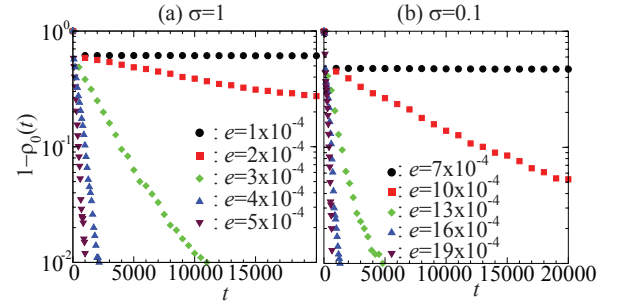 (a) σ=1
(b) σ=0.1
1−ρ₀(t)
10⁰
10⁻¹
10⁻²
: e=1x10⁻⁴
: e=2x10⁻⁴
: e=3x10⁻⁴
: e=4x10⁻⁴
: e=5x10⁻⁴
: e=7x10⁻⁴
: e=10x10⁻⁴
: e=13x10⁻⁴
: e=16x10⁻⁴
: e=19x10⁻⁴
0 5000 10000 15000
0 5000 10000 15000 20000
t
t